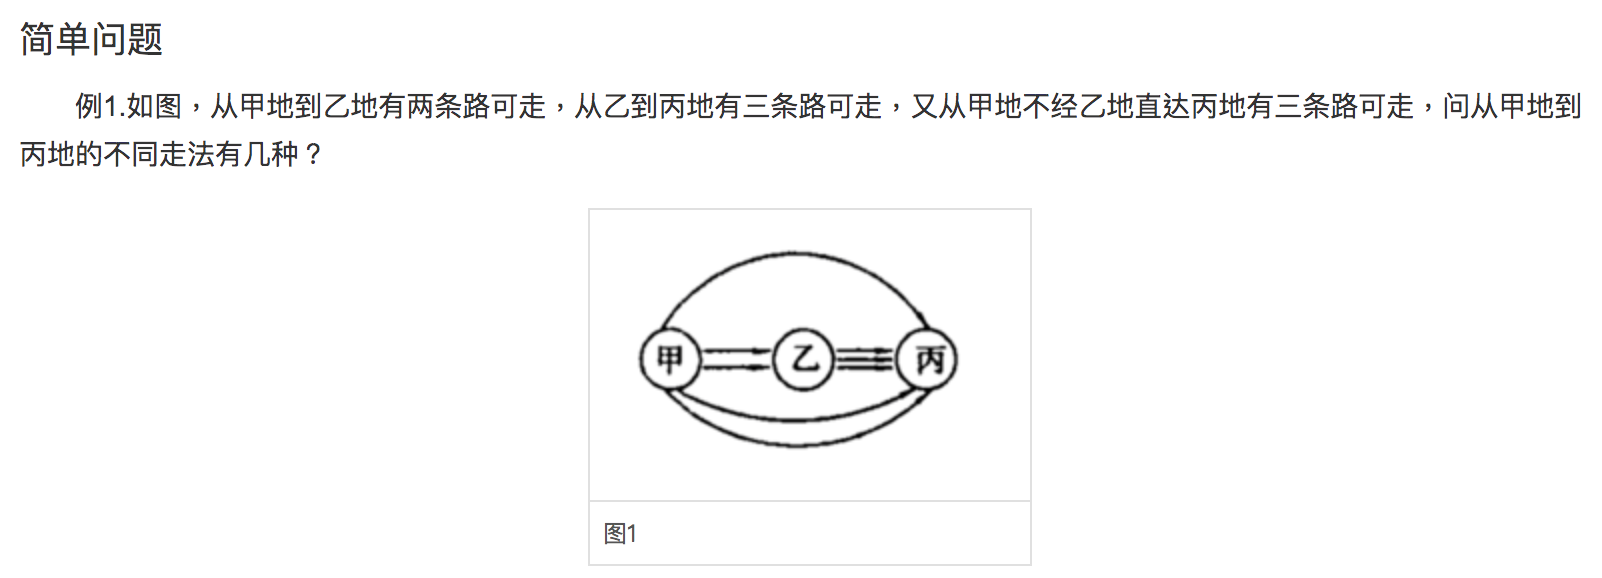 简单问题
例1.如图，从甲地到乙地有两条路可走，从乙到丙地有三条路可走，又从甲地不经乙地直达丙地有三条路可走，问从甲地到
丙地的不同走法有几种？
甲 乙 丙
图1